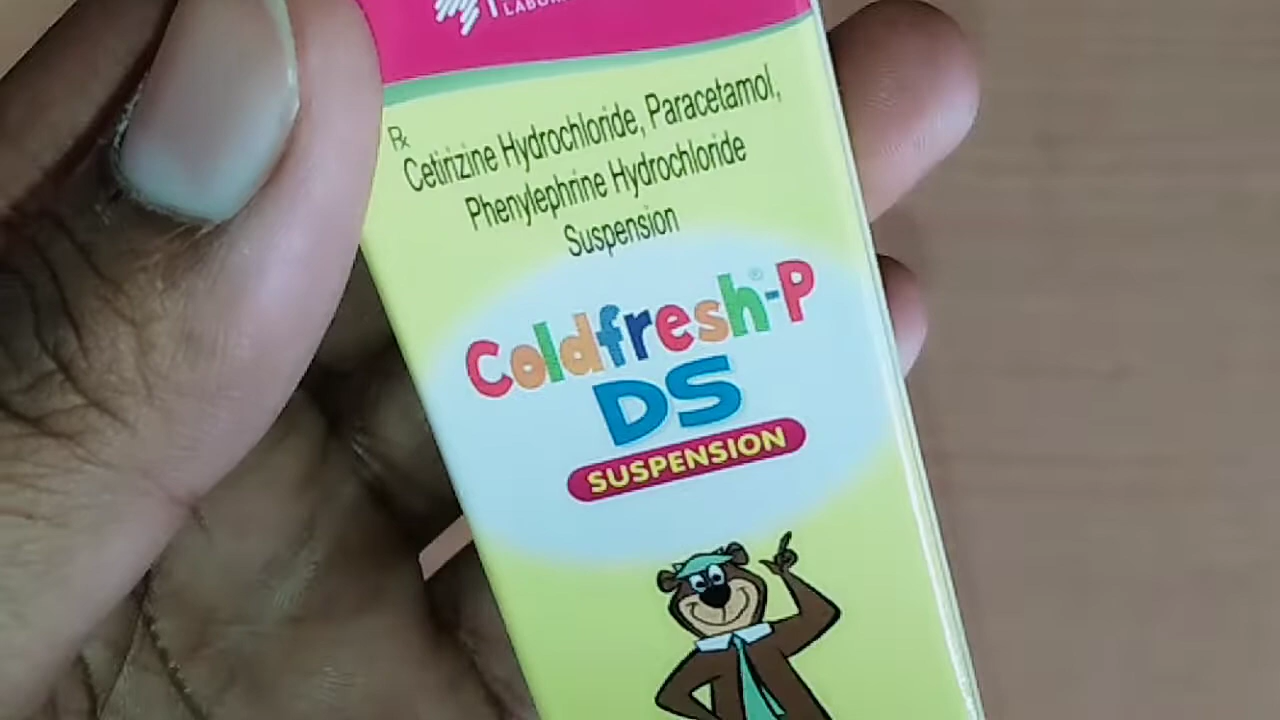 Rx
Cetirizine Hydrochloride, Paracetamol,
Phenylephrine Hydrochloride
Suspension
Coldfresh®-P
DS
SUSPENSION